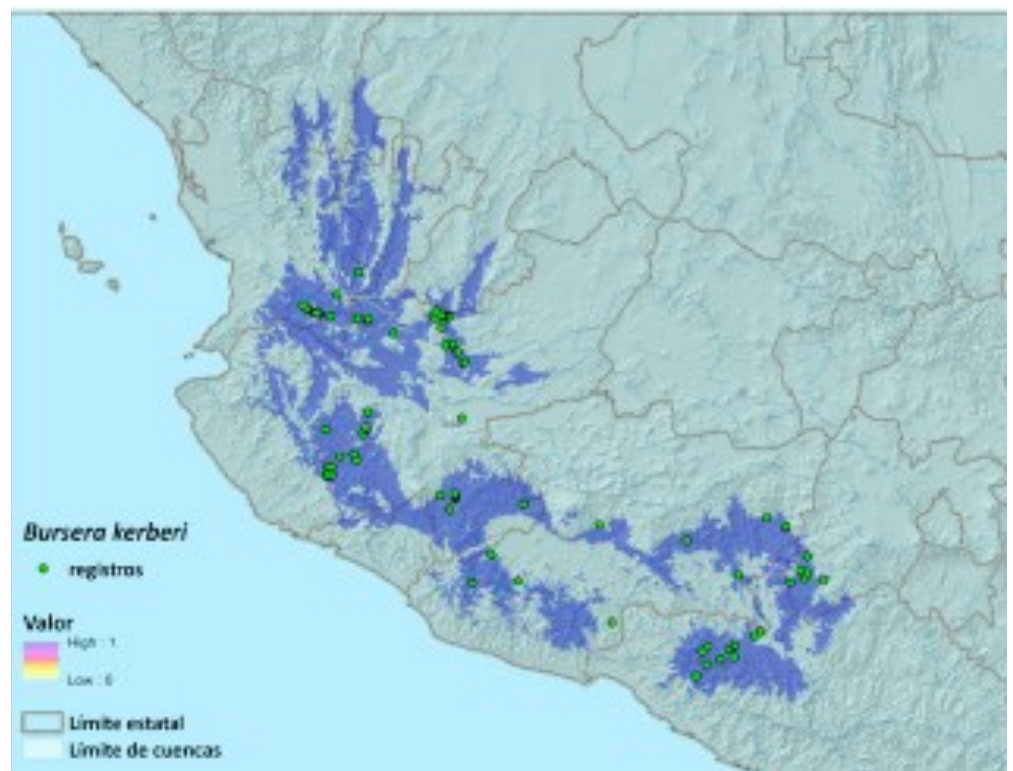 Bursera kerberi
registros
Valor
High : 1
Low : 0
Límite estatal
Límite de cuencas